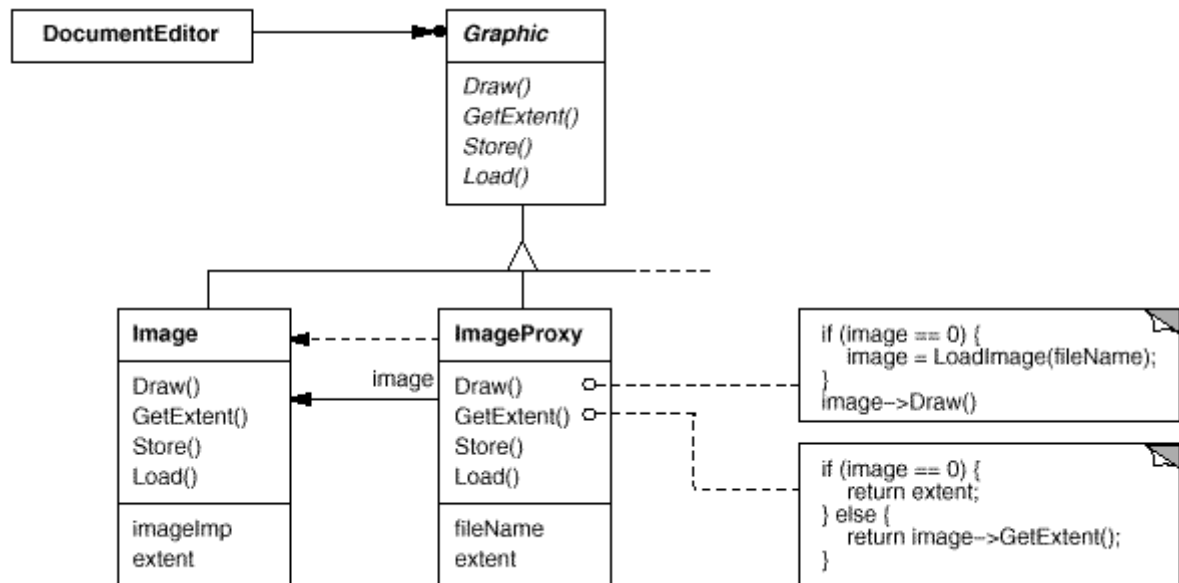 DocumentEditor
Graphic
Draw()
GetExtent()
Store()
Load()
Image
Draw()
GetExtent()
Store()
Load()
imageImp
extent
image
ImageProxy
Draw()
GetExtent()
Store()
Load()
fileName
extent
if (image == 0) {
image = LoadImage(fileName);
}
image->Draw()
if (image == 0) {
return extent;
} else {
return image->GetExtent();
}